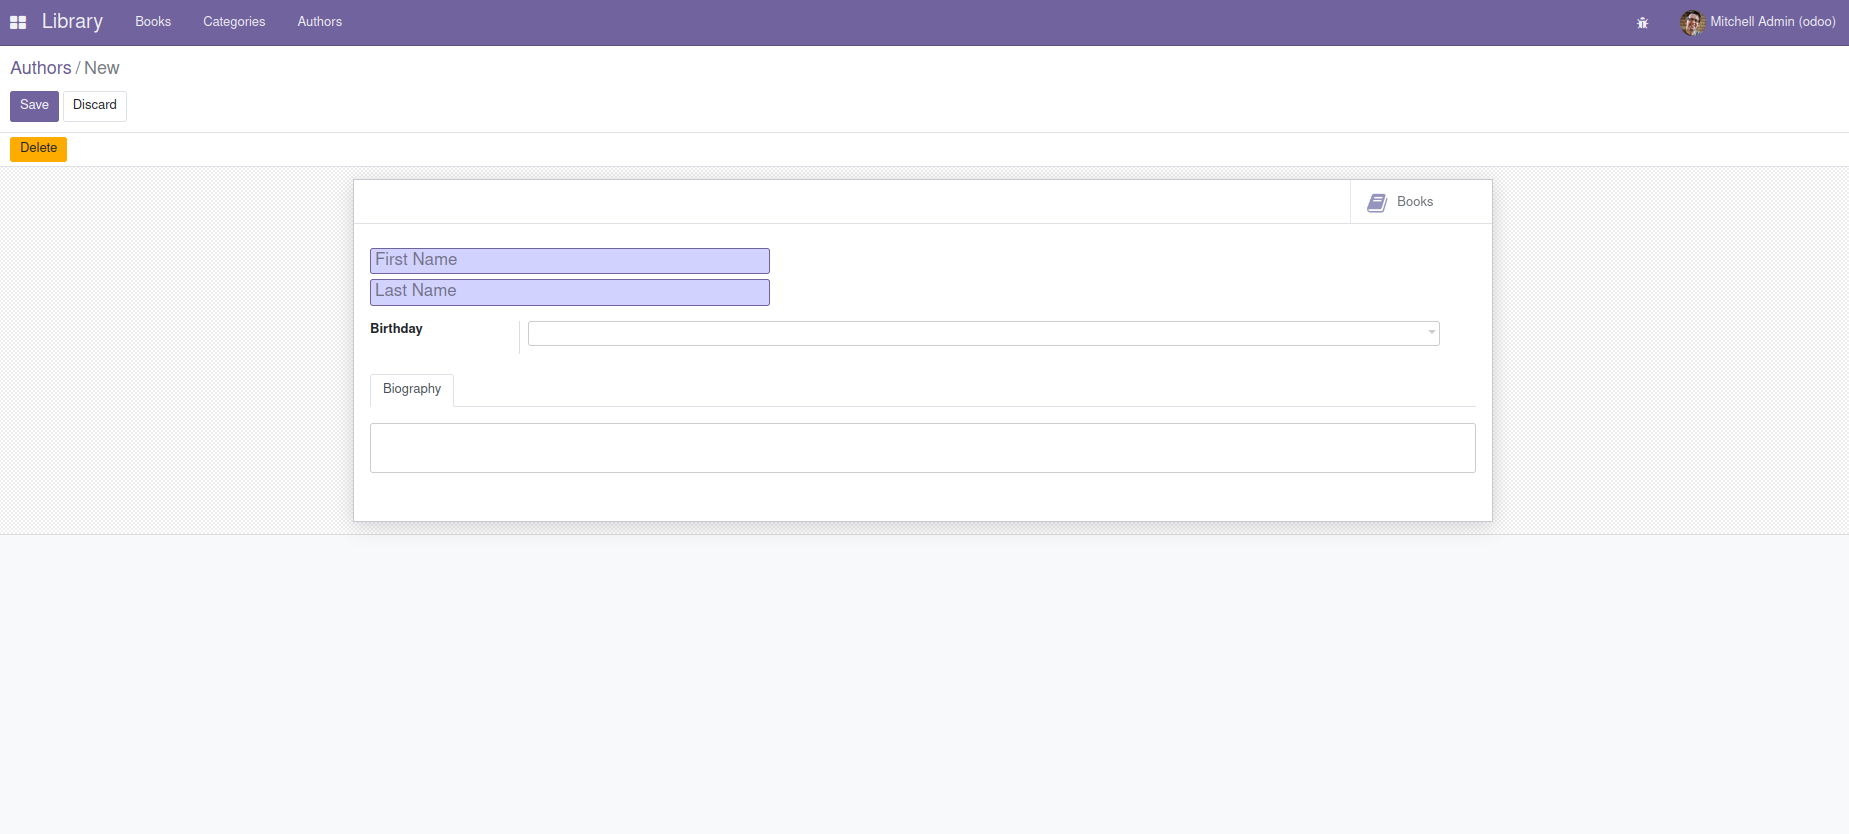 Library Books Categories Authors Mitchell Admin (odoo)
Authors / New
Save Discard
Delete
Books
First Name
Last Name
Birthday
Biography